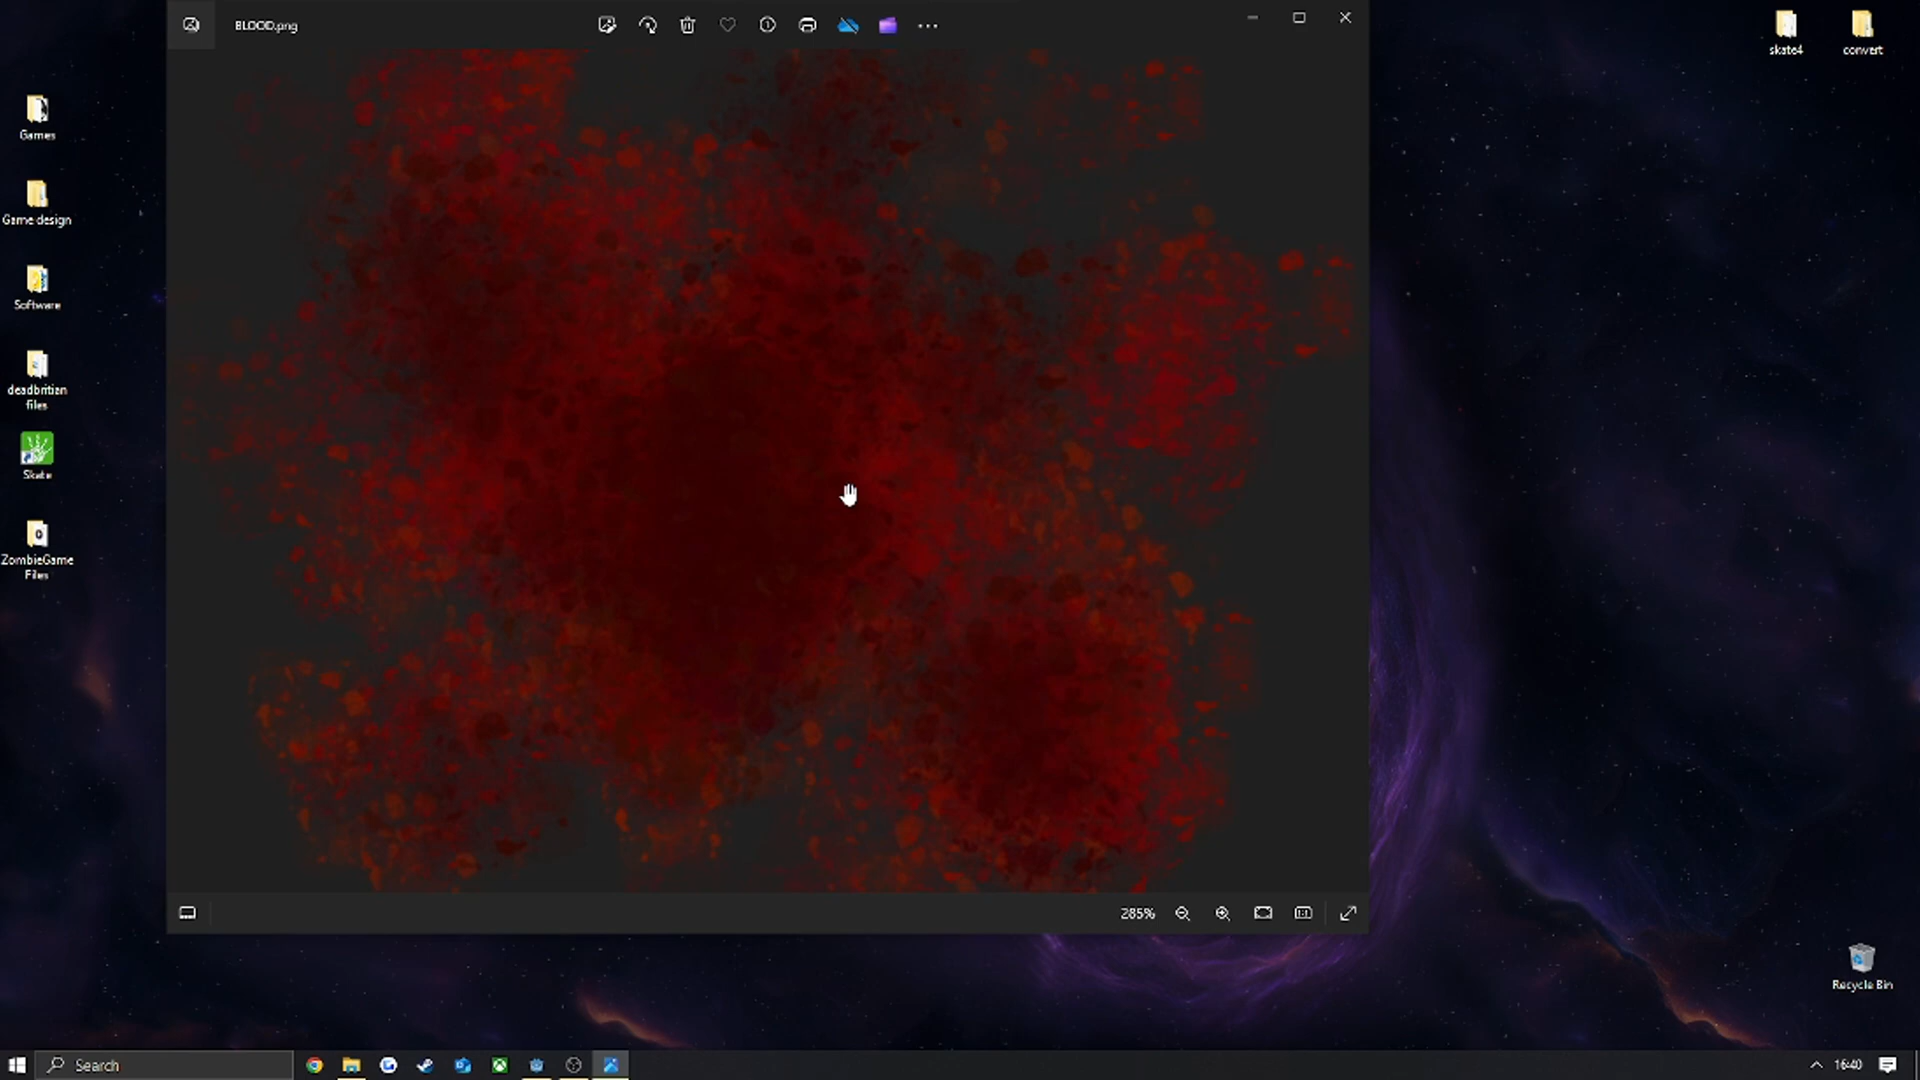 BLOOD.png
skate4
convert
Games
Game design
Software
deadbritian
files
Skate
ZombieGame
Files
285%
Recycle Bin
Search
16:40